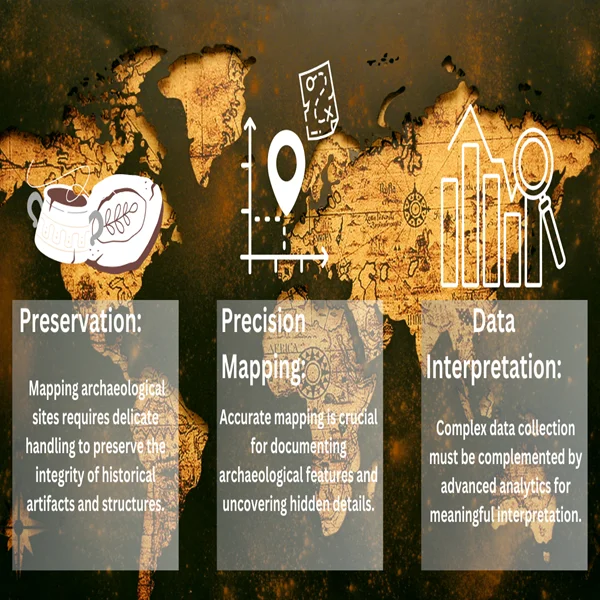 Preservation:
Mapping archaeological
sites requires delicate
handling to preserve the
integrity of historical
artifacts and structures.
Precision
Mapping:
Accurate mapping is crucial
for documenting
archaeological features and
uncovering hidden details.
Data
Interpretation:
Complex data collection
must be complemented by
advanced analytics for
meaningful interpretation.
AFRICA